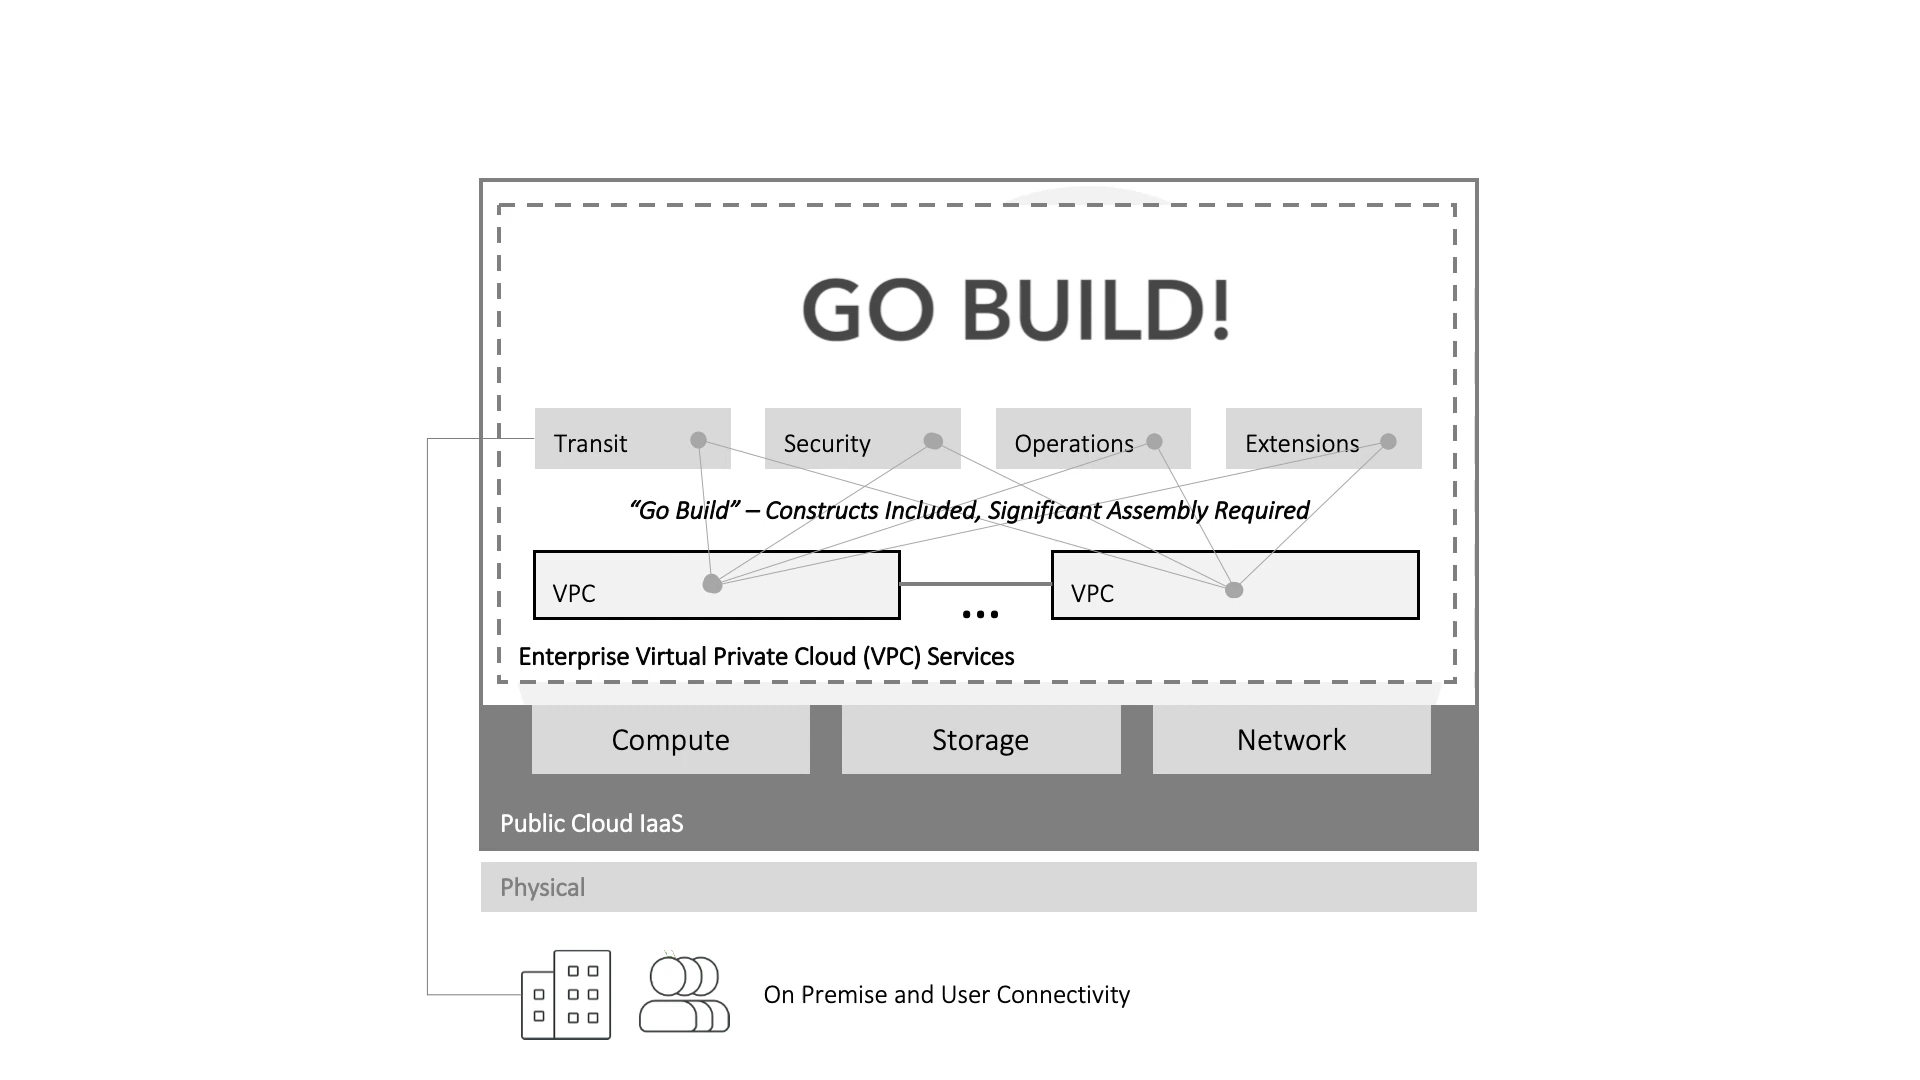 GO BUILD!
Transit
Security
Operations
Extensions
“Go Build” – Constructs Included, Significant Assembly Required
VPC
...
VPC
Enterprise Virtual Private Cloud (VPC) Services
Compute
Storage
Network
Public Cloud IaaS
Physical
On Premise and User Connectivity